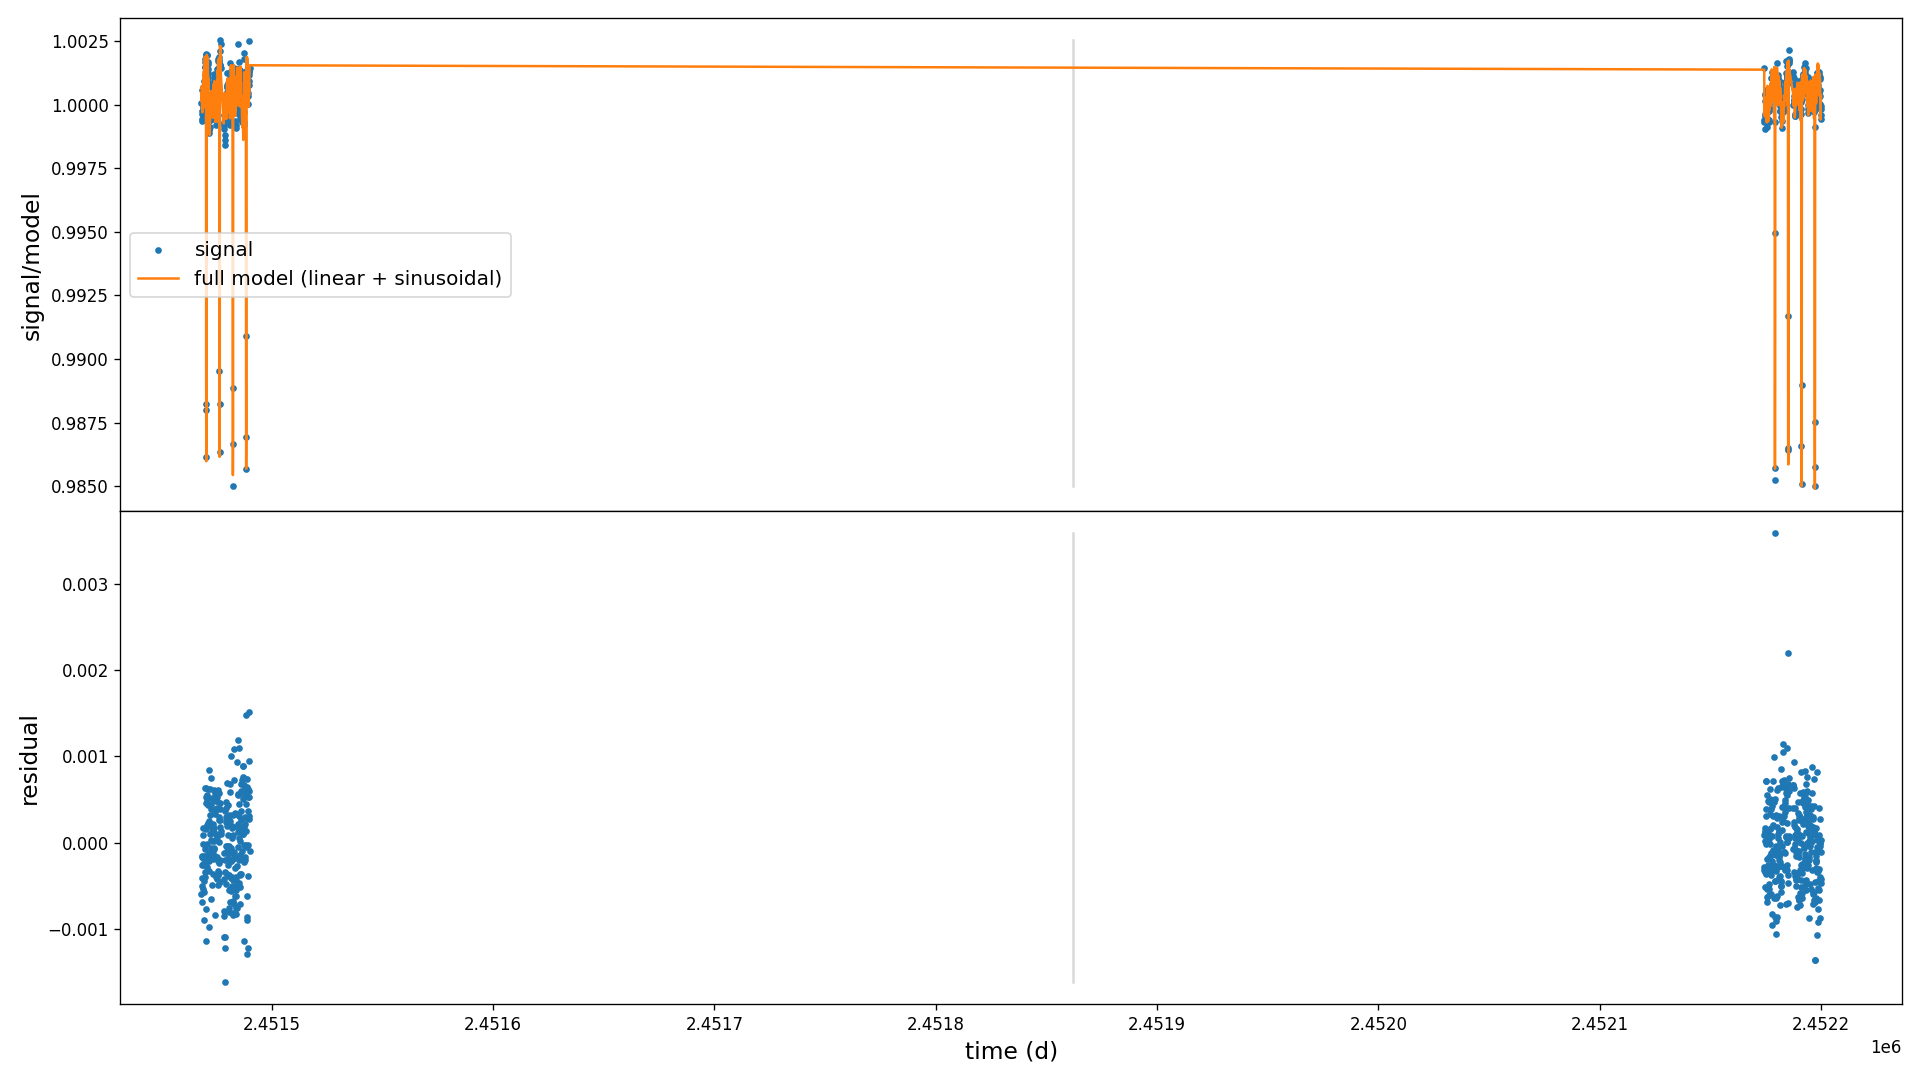 signal/model
1.0025
1.0000
0.9975
0.9950
0.9925
0.9900
0.9875
0.9850
signal
full model (linear + sinusoidal)
residual
0.003
0.002
0.001
0.000
−0.001
2.4515 2.4516 2.4517 2.4518 2.4519 2.4520 2.4521 2.4522
1e6
time (d)